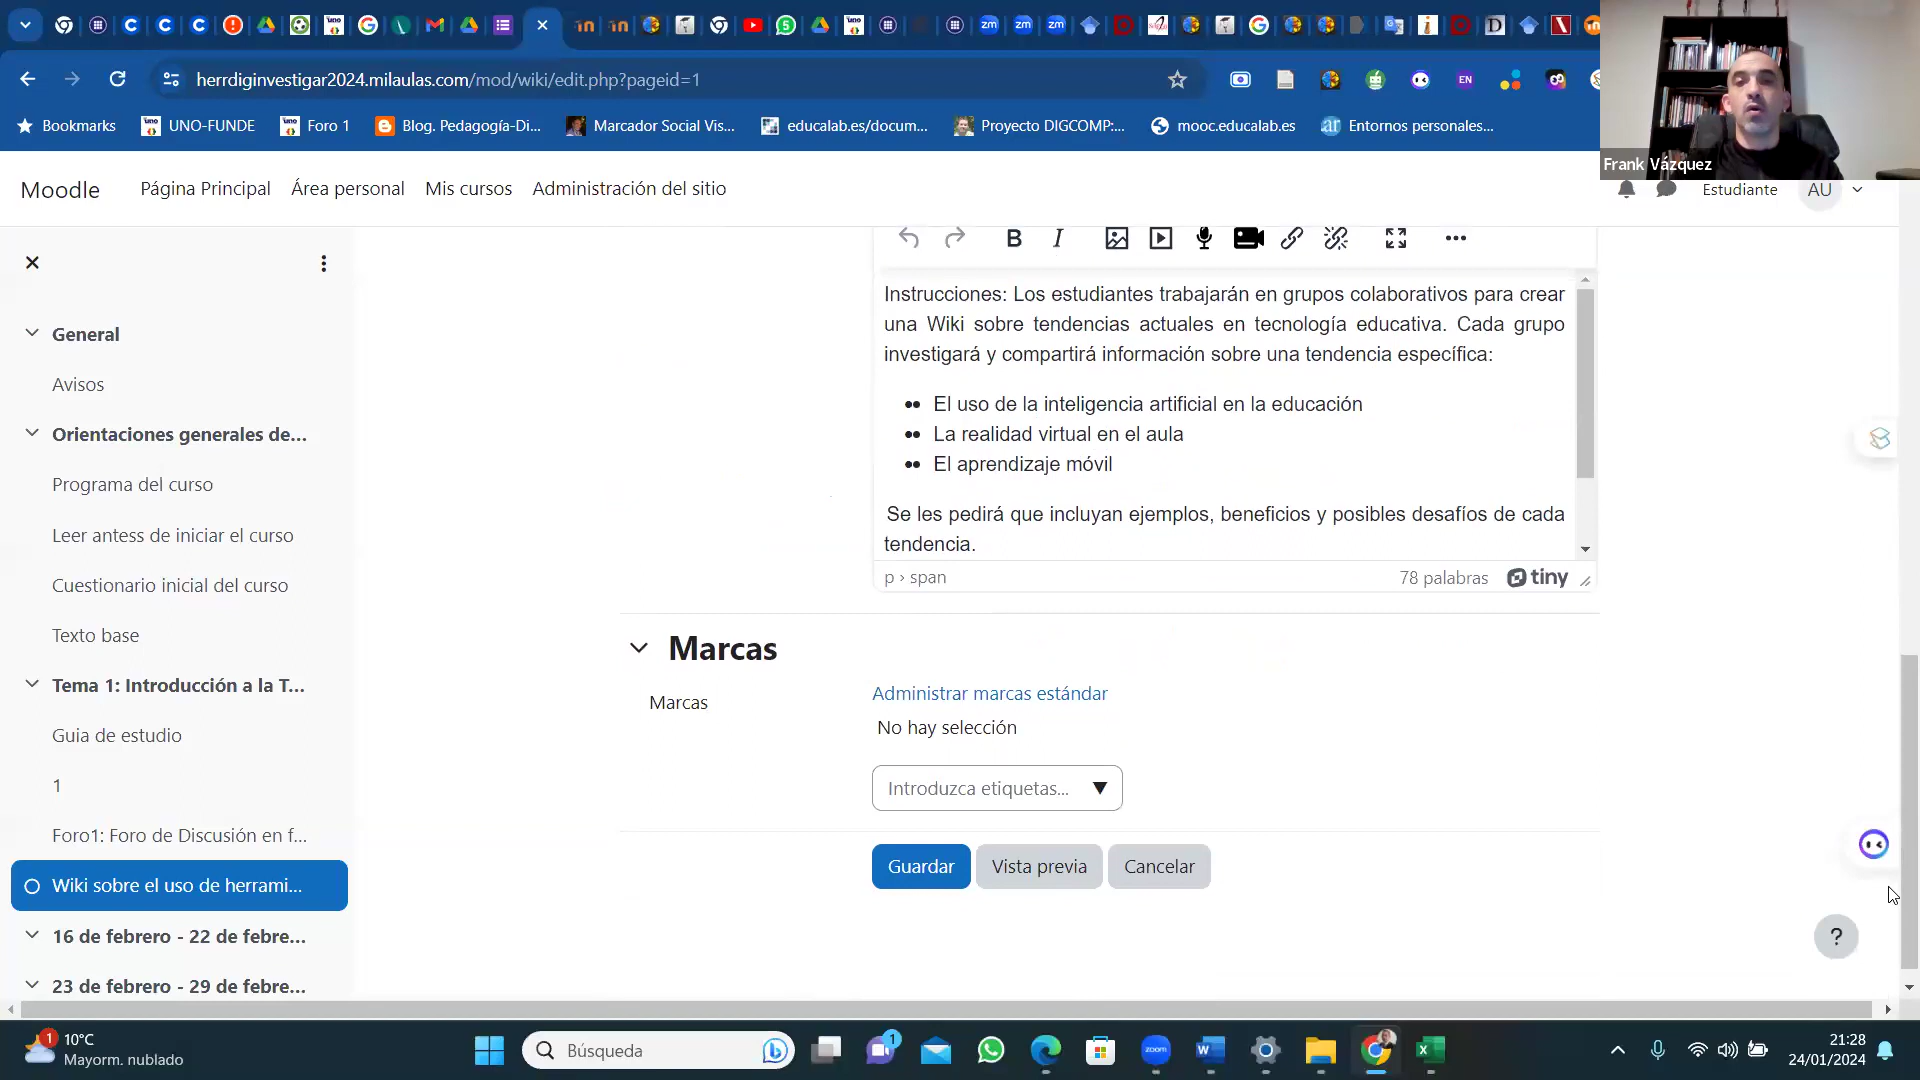 herrdiginvestigar2024.milaulas.com/mod/wiki/edit.php?pageid=1
EN
Bookmarks
UNO-FUNDE
Foro 1
Blog. Pedagogía-Di...
Marcador Social Vis...
educalab.es/docum...
Proyecto DIGCOMP:...
mooc.educalab.es
Entornos personales...
Frank Vázquez
Moodle
Página Principal
Área personal
Mis cursos
Administración del sitio
Estudiante
AU
General
Avisos
Orientaciones generales de...
Programa del curso
Leer antess de iniciar el curso
Cuestionario inicial del curso
Texto base
Tema 1: Introducción a la T...
Guia de estudio
1
Foro1: Foro de Discusión en f...
Wiki sobre el uso de herrami...
16 de febrero - 22 de febre...
23 de febrero - 29 de febre...
B I
Instrucciones: Los estudiantes trabajarán en grupos colaborativos para crear
una Wiki sobre tendencias actuales en tecnología educativa. Cada grupo
investigará y compartirá información sobre una tendencia específica:
•• El uso de la inteligencia artificial en la educación
•• La realidad virtual en el aula
•• El aprendizaje móvil
Se les pedirá que incluyan ejemplos, beneficios y posibles desafíos de cada
tendencia.
p › span
78 palabras
tiny
Marcas
Marcas
Administrar marcas estándar
No hay selección
Introduzca etiquetas...
Guardar
Vista previa
Cancelar
?
1
10°C
Mayorm. nublado
Búsqueda
1
zoom
21:28
24/01/2024